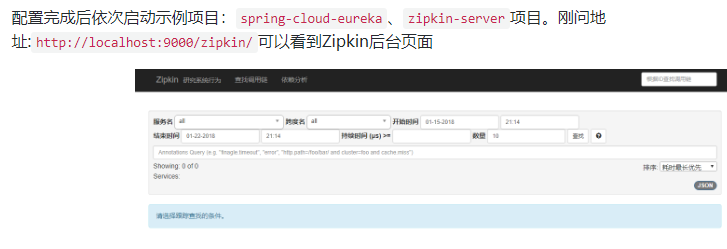 配置完成后依次启动示例项目: spring-cloud-eureka 、 zipkin-server 项目。刚问地
址: http://localhost:9000/zipkin/ 可以看到Zipkin后台页面
Zipkin 研究系统行为 查找调用链 依赖分析 根据ID查找调用链
服务名 all 跨度名 all 开始时间 01-15-2018 21:14
结束时间 01-22-2018 21:14 持续时间 (μs) >= 数量 10 查找 ?
Annotations Query (e.g. "finagle.timeout", "error", "http.path=/foo/bar/ and cluster=foo and cache.miss")
Showing: 0 of 0 排序: 耗时最长优先
Services:
JSON
请选择跟踪查找的条件。